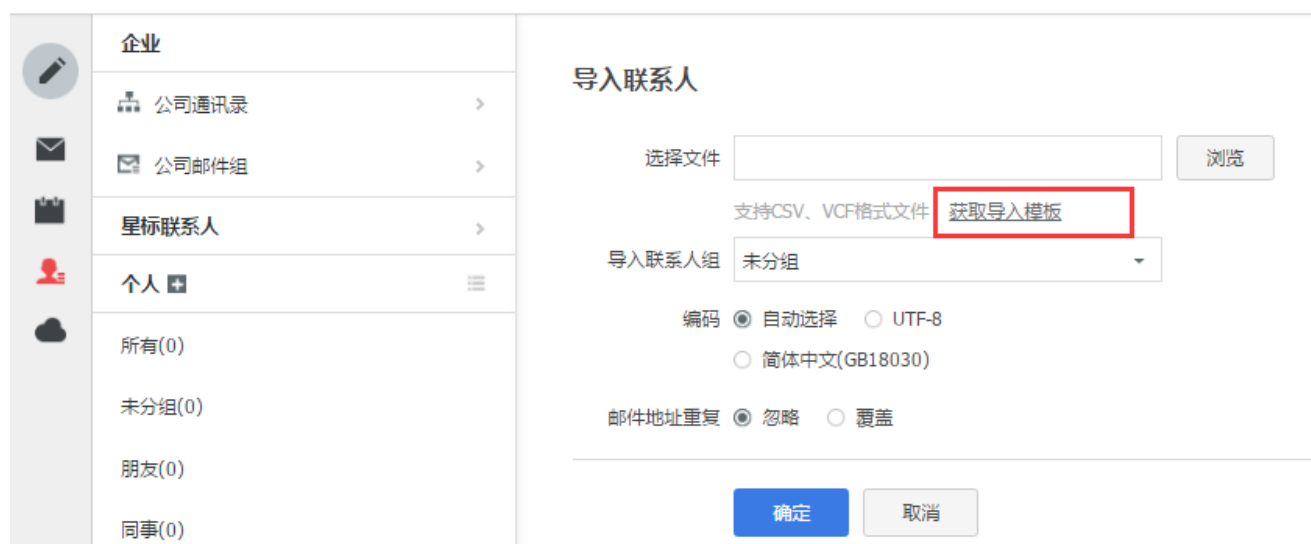 企业
公司通讯录
公司邮件组
星标联系人
个人
所有(0)
未分组(0)
朋友(0)
同事(0)
导入联系人
选择文件 浏览
支持CSV、VCF格式文件 获取导入模板
导入联系人组 未分组
编码 自动选择 UTF-8
简体中文(GB18030)
邮件地址重复 忽略 覆盖
确定 取消